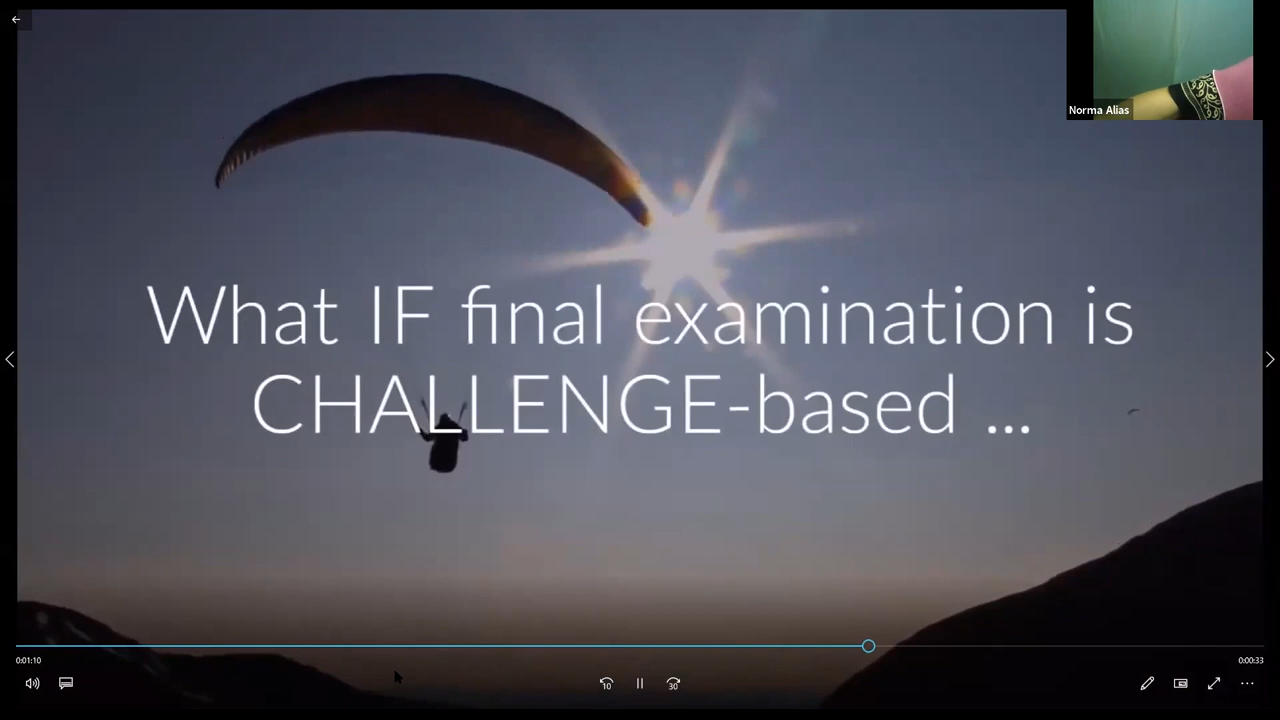 Norma Alias
What IF final examination is
CHALLENGE-based ...
0:01:10
0:00:33
10
30